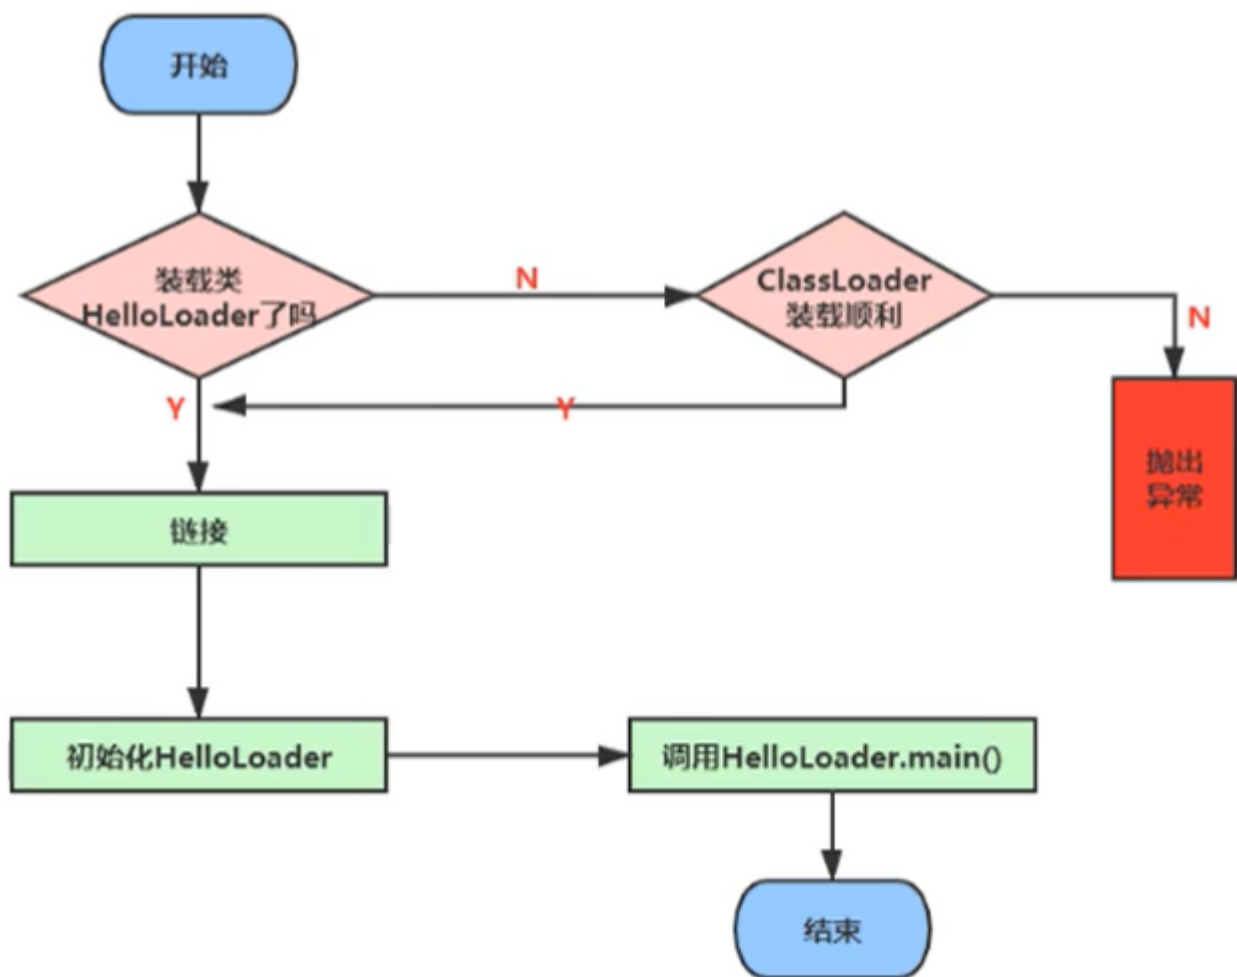 开始
装载类
HelloLoader了吗
N
ClassLoader
装载顺利
N
Y
Y
抛出
异常
链接
初始化HelloLoader
调用HelloLoader.main()
结束